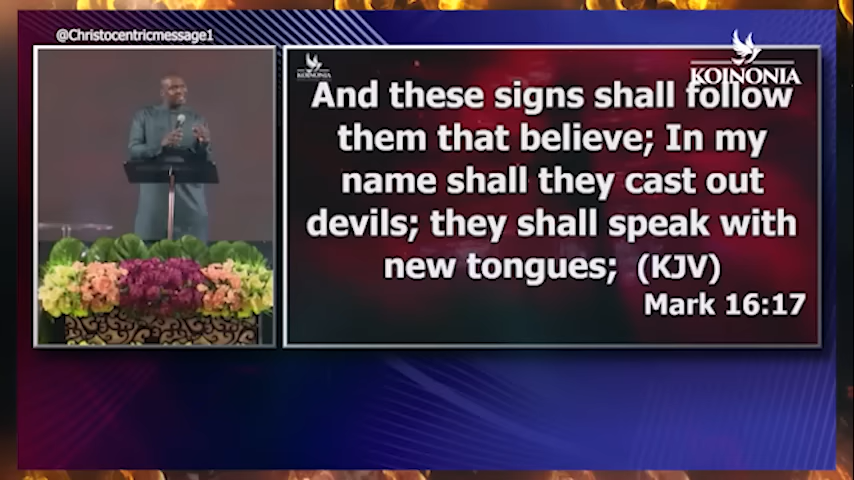 @Christocentricmessage1
KOINONIA
KOINONIA
And these signs shall follow
them that believe; In my
name shall they cast out
devils; they shall speak with
new tongues; (KJV)
Mark 16:17